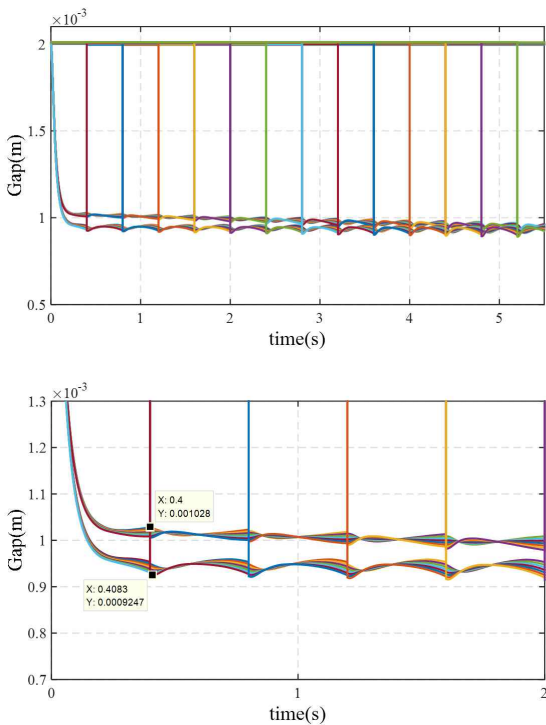 ×10⁻³
2
1.5
1
0.5
Gap(m)
0 1 2 3 4 5
time(s)
×10⁻³
1.3
1.2
1.1
1
0.9
0.8
0.7
Gap(m)
X: 0.4
Y: 0.001028
X: 0.4083
Y: 0.0009247
0 1 2
time(s)